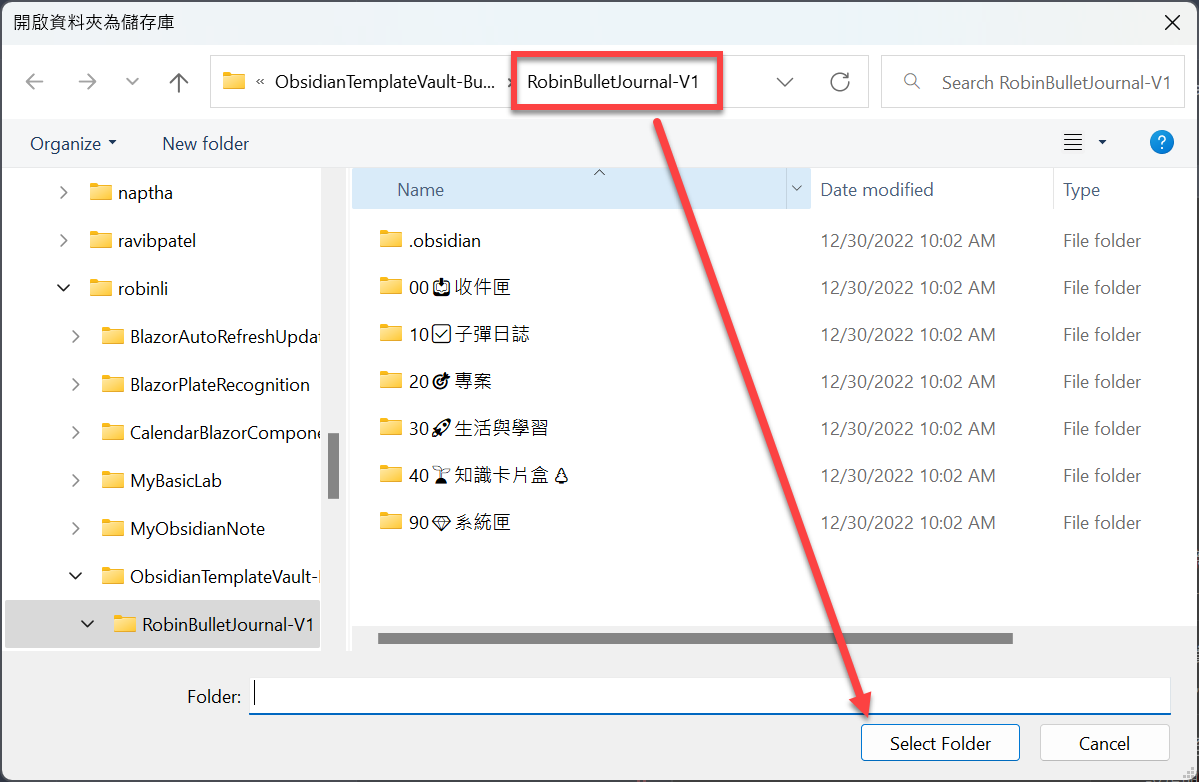 開啟資料夾為儲存庫
« ObsidianTemplateVault-Bu... › RobinBulletJournal-V1
Search RobinBulletJournal-V1
Organize
New folder
naptha
ravibpatel
robinli
BlazorAutoRefreshUpdat
BlazorPlateRecognition
CalendarBlazorCompone
MyBasicLab
MyObsidianNote
ObsidianTemplateVault-
RobinBulletJournal-V1
Name Date modified Type
.obsidian 12/30/2022 10:02 AM File folder
00📥收件匣 12/30/2022 10:02 AM File folder
10☑子彈日誌 12/30/2022 10:02 AM File folder
20🎯專案 12/30/2022 10:02 AM File folder
30🚀生活與學習 12/30/2022 10:02 AM File folder
40🏝知識卡片盒🌲 12/30/2022 10:02 AM File folder
90💎系統匣 12/30/2022 10:02 AM File folder
Folder:
Select Folder
Cancel